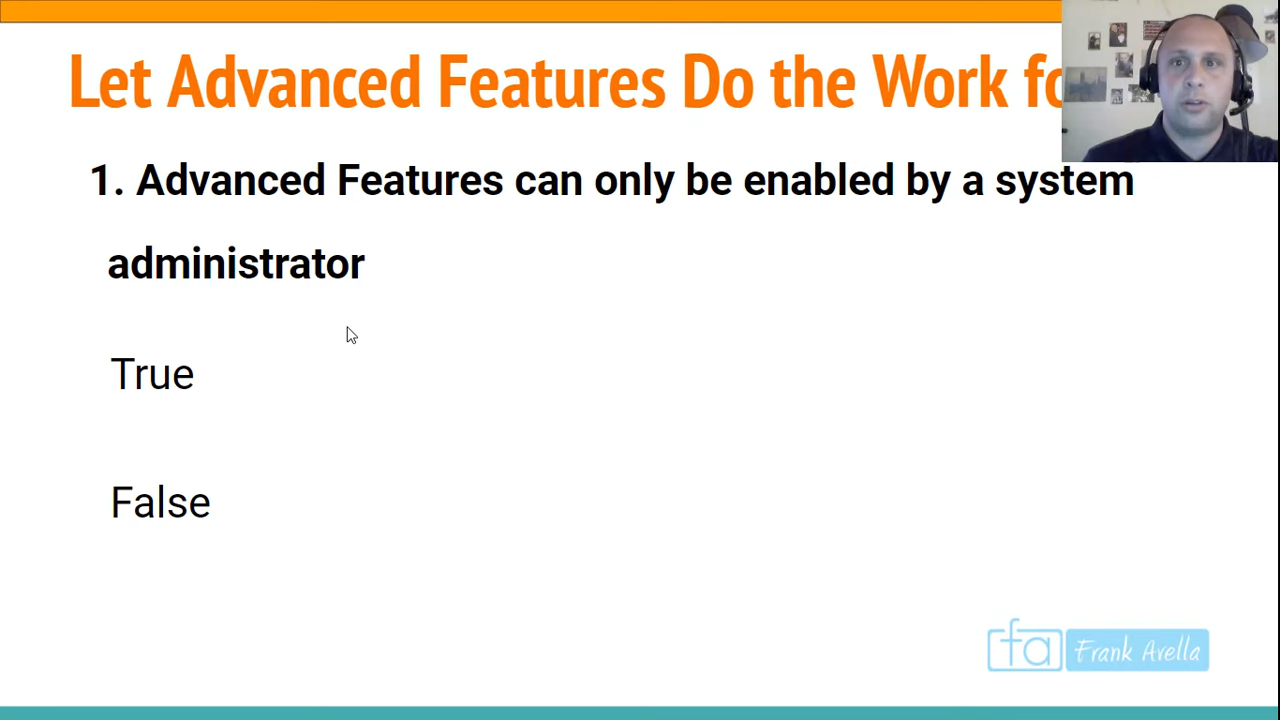 Let Advanced Features Do the Work
1. Advanced Features can only be enabled by a system
administrator
True
False
fa Frank Avella